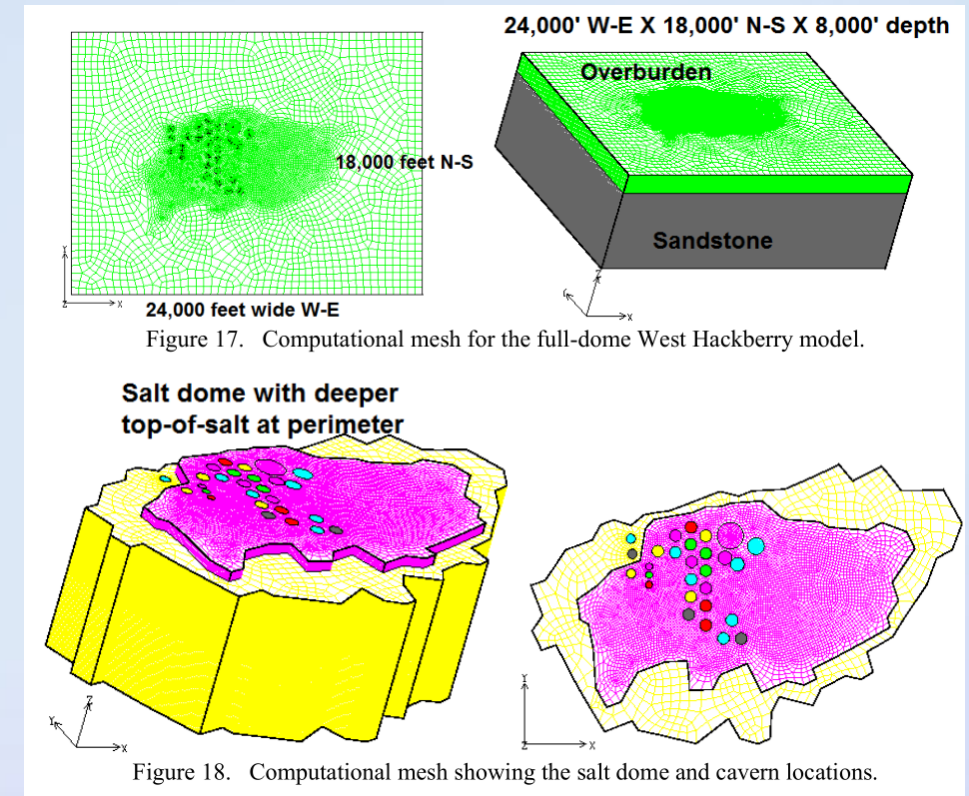 24,000' W-E X 18,000' N-S X 8,000' depth
Overburden
18,000 feet N-S
Sandstone
Y
Z
X
24,000 feet wide W-E
Z
X
Figure 17.   Computational mesh for the full-dome West Hackberry model.
Salt dome with deeper
top-of-salt at perimeter
Z
Y
X
Y
Z
X
Figure 18.   Computational mesh showing the salt dome and cavern locations.